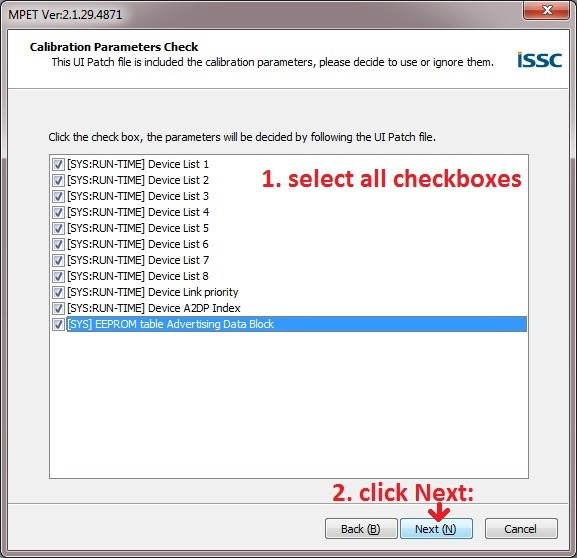 MPET Ver:2.1.29.4871
Calibration Parameters Check
This UI Patch file is included the calibration parameters, please decide to use or ignore them.
ISSC
Click the check box, the parameters will be decided by following the UI Patch file.
[SYS:RUN-TIME] Device List 1
[SYS:RUN-TIME] Device List 2
[SYS:RUN-TIME] Device List 3
[SYS:RUN-TIME] Device List 4
[SYS:RUN-TIME] Device List 5
[SYS:RUN-TIME] Device List 6
[SYS:RUN-TIME] Device List 7
[SYS:RUN-TIME] Device List 8
[SYS:RUN-TIME] Device Link priority
[SYS:RUN-TIME] Device A2DP Index
[SYS] EEPROM table Advertising Data Block
1. select all checkboxes
2. click Next:
Back (B)
Next (N)
Cancel